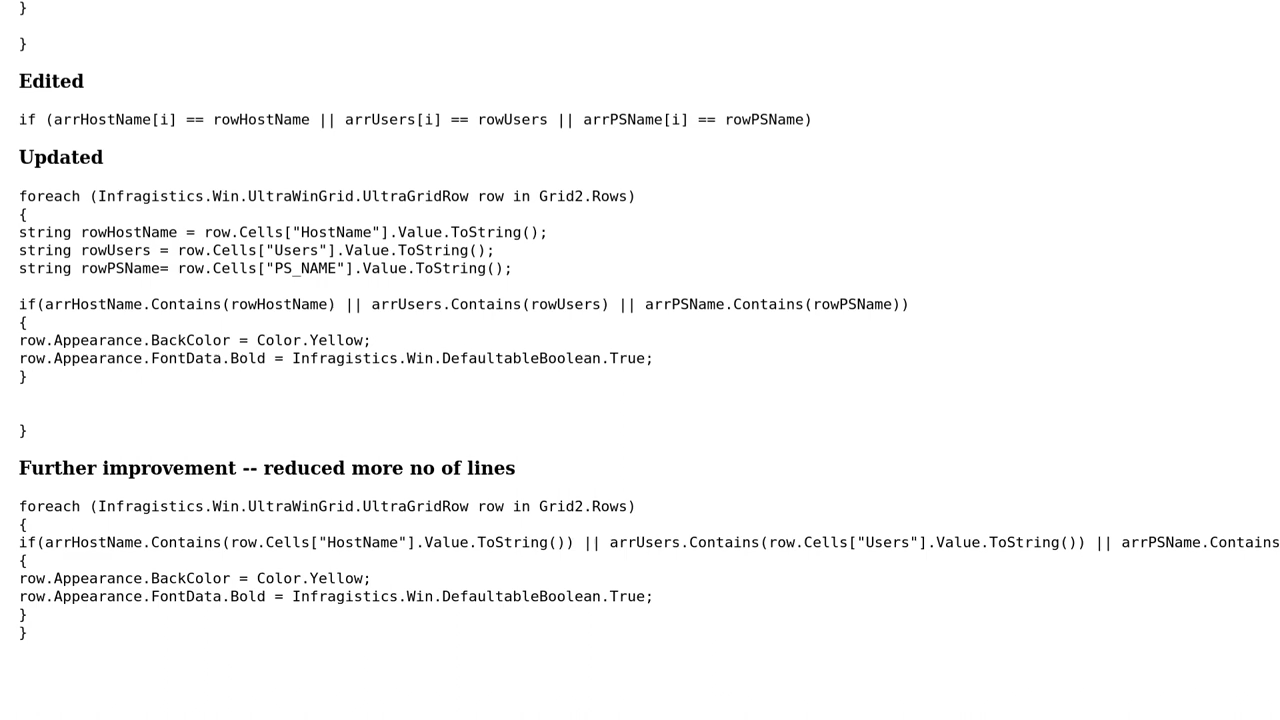 }
}
Edited
if (arrHostName[i] == rowHostName || arrUsers[i] == rowUsers || arrPSName[i] == rowPSName)
Updated
foreach (Infragistics.Win.UltraWinGrid.UltraGridRow row in Grid2.Rows)
{
string rowHostName = row.Cells["HostName"].Value.ToString();
string rowUsers = row.Cells["Users"].Value.ToString();
string rowPSName= row.Cells["PS_NAME"].Value.ToString();
if(arrHostName.Contains(rowHostName) || arrUsers.Contains(rowUsers) || arrPSName.Contains(rowPSName))
{
row.Appearance.BackColor = Color.Yellow;
row.Appearance.FontData.Bold = Infragistics.Win.DefaultableBoolean.True;
}
}
Further improvement -- reduced more no of lines
foreach (Infragistics.Win.UltraWinGrid.UltraGridRow row in Grid2.Rows)
{
if(arrHostName.Contains(row.Cells["HostName"].Value.ToString()) || arrUsers.Contains(row.Cells["Users"].Value.ToString()) || arrPSName.Contains
{
row.Appearance.BackColor = Color.Yellow;
row.Appearance.FontData.Bold = Infragistics.Win.DefaultableBoolean.True;
}
}